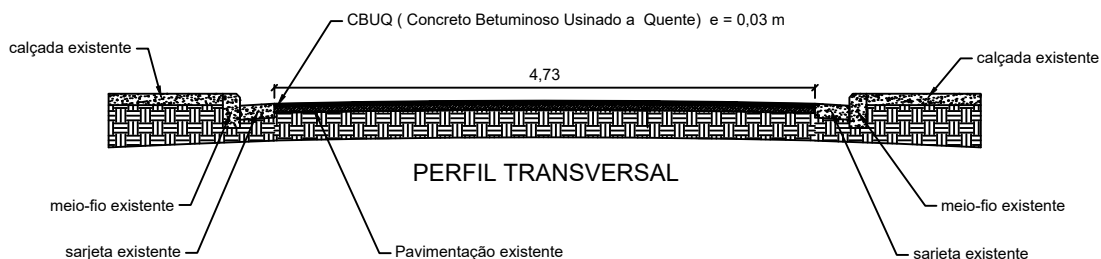 CBUQ ( Concreto Betuminoso Usinado a Quente) e = 0,03 m
calçada existente
calçada existente
4,73
PERFIL TRANSVERSAL
meio-fio existente
meio-fio existente
sarjeta existente
Pavimentação existente
sarjeta existente